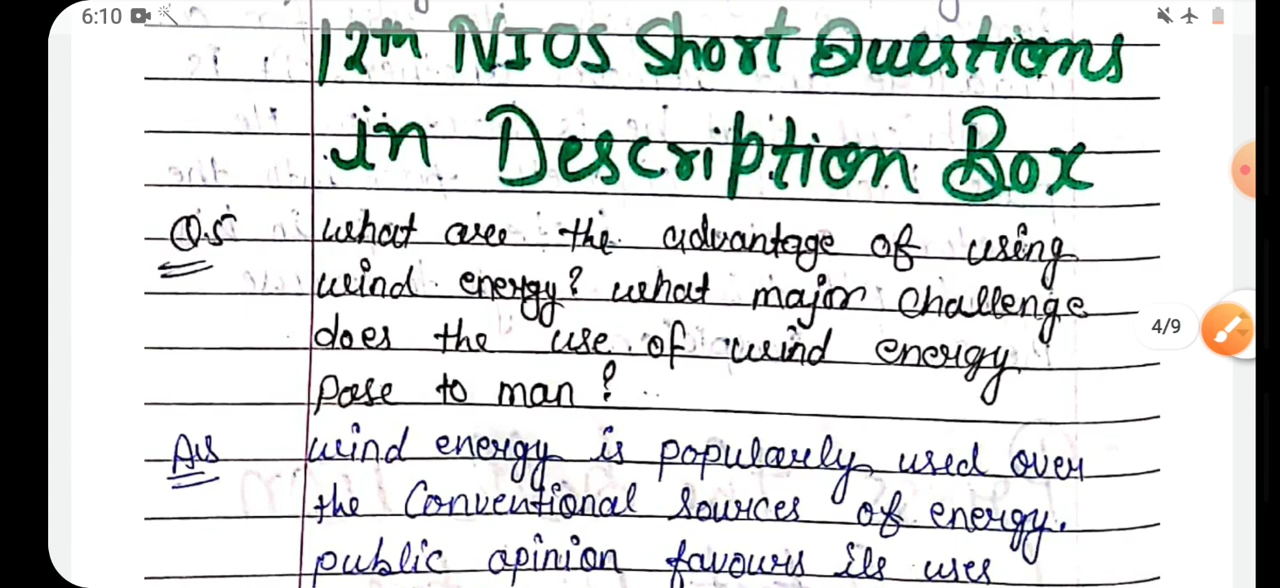 6:10
12th NIOS Short Questions
in Description Box
Q.5 what are the advantage of using
wind energy? what major challenge
does the use of wind energy
pose to man?
4/9
Ans wind energy is popularly used over
the Conventional sources of energy.
public opinion favours its uses